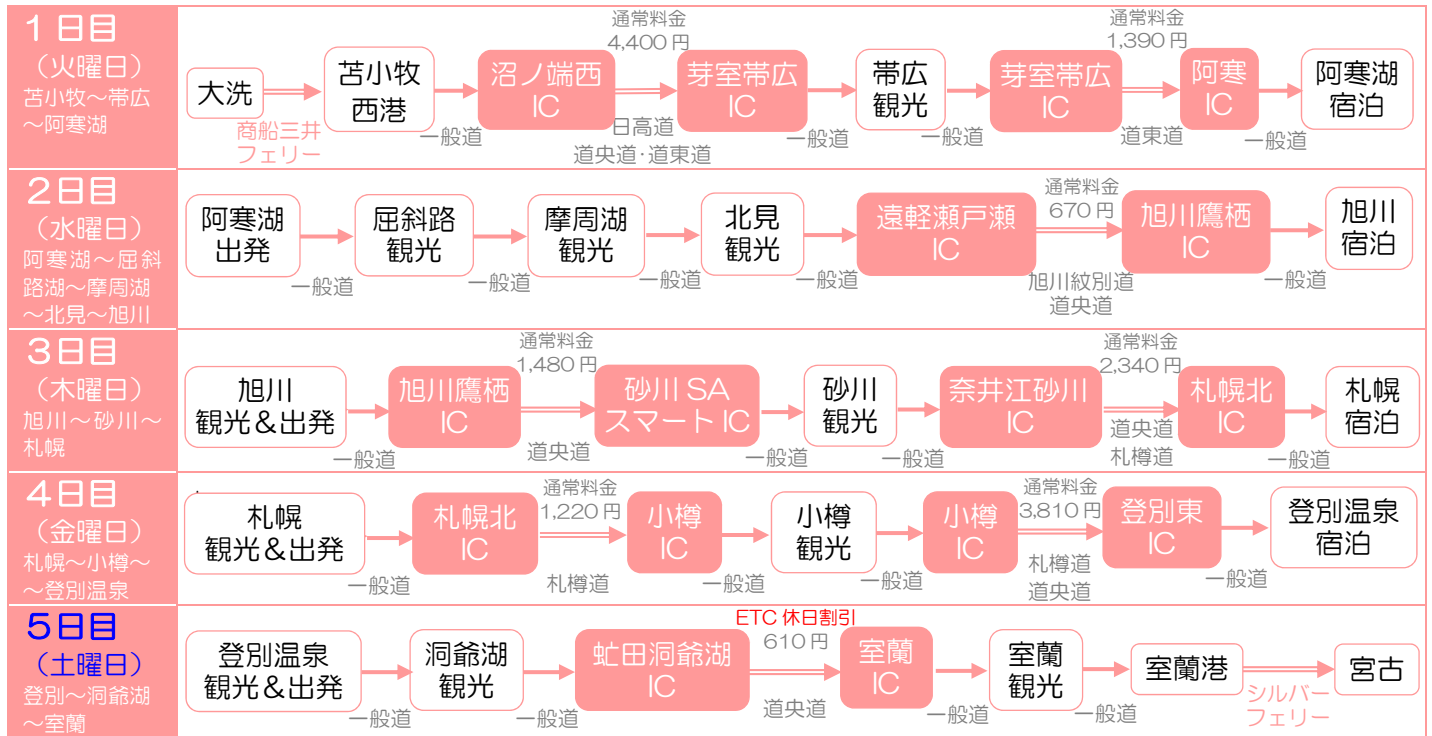 1日目
（火曜日）
苫小牧～帯広
～阿寒湖
大洗
商船三井
フェリー
苫小牧
西港
一般道
沼ノ端西
IC
通常料金
4,400円
日高道
道央道・道東道
芽室帯広
IC
一般道
帯広
観光
一般道
芽室帯広
IC
通常料金
1,390円
道東道
阿寒
IC
一般道
阿寒湖
宿泊
2日目
（水曜日）
阿寒湖～屈斜
路湖～摩周湖
～北見～旭川
阿寒湖
出発
一般道
屈斜路
観光
一般道
摩周湖
観光
一般道
北見
観光
一般道
遠軽瀬戸瀬
IC
通常料金
670円
旭川紋別道
道央道
旭川鷹栖
IC
一般道
旭川
宿泊
3日目
（木曜日）
旭川～砂川～
札幌
旭川
観光＆出発
一般道
旭川鷹栖
IC
通常料金
1,480円
道央道
砂川SA
スマートIC
一般道
砂川
観光
一般道
奈井江砂川
IC
通常料金
2,340円
道央道
札樽道
札幌北
IC
一般道
札幌
宿泊
4日目
（金曜日）
札幌～小樽～
～登別温泉
札幌
観光＆出発
一般道
札幌北
IC
通常料金
1,220円
札樽道
小樽
IC
一般道
小樽
観光
一般道
小樽
IC
通常料金
3,810円
札樽道
道央道
登別東
IC
一般道
登別温泉
宿泊
5日目
（土曜日）
登別～洞爺湖
～室蘭
登別温泉
観光＆出発
一般道
洞爺湖
観光
一般道
虻田洞爺湖
IC
ETC休日割引
610円
道央道
室蘭
IC
一般道
室蘭
観光
一般道
室蘭港
シルバー
フェリー
宮古